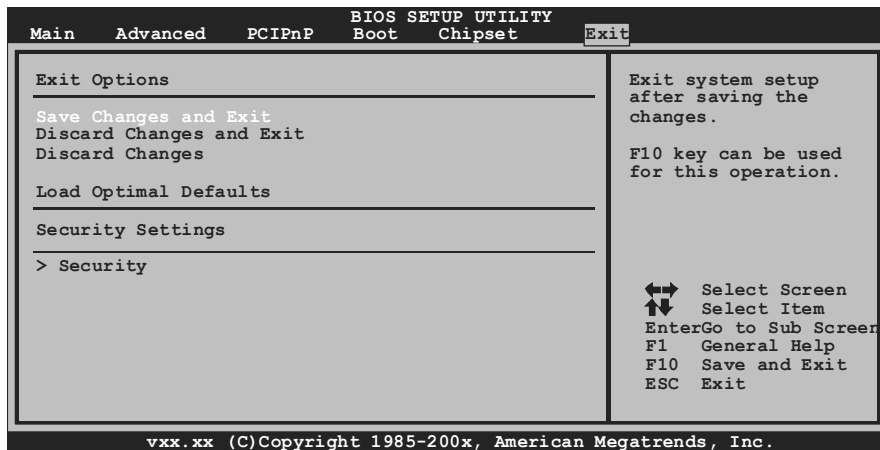 BIOS SETUP UTILITY
Main Advanced PCIPnP Boot Chipset Exit
Exit Options
Save Changes and Exit
Discard Changes and Exit
Discard Changes
Load Optimal Defaults
Security Settings
> Security
Exit system setup
after saving the
changes.
F10 key can be used
for this operation.
Select Screen
Select Item
EnterGo to Sub Screen
F1 General Help
F10 Save and Exit
ESC Exit
vxx.xx (C)Copyright 1985-200x, American Megatrends, Inc.